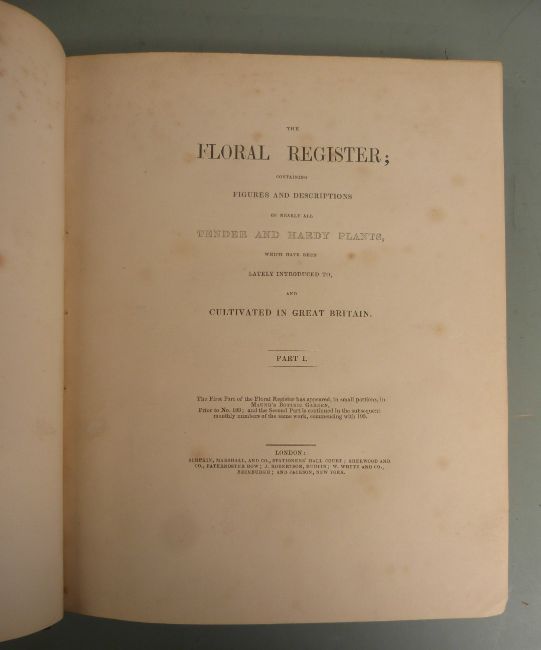 THE
FLORAL REGISTER;
CONTAINING
FIGURES AND DESCRIPTIONS
OF NEARLY ALL
TENDER AND HARDY PLANTS,
WHICH HAVE BEEN
LATELY INTRODUCED TO,
AND
CULTIVATED IN GREAT BRITAIN.
PART I.
The First Part of the Floral Register has appeared, in small portions, in
MAUND'S BOTANIC GARDEN,
Prior to No. 109; and the Second Part is continued in the subsequent
monthly numbers of the same work, commencing with 109.
LONDON:
SIMPKIN, MARSHALL, AND CO., STATIONERS' HALL COURT; SHERWOOD AND
CO., PATERNOSTER ROW; J. ROBERTSON, DUBLIN; W. WHYTE AND CO.,
EDINBURGH; AND JACKSON, NEW YORK.